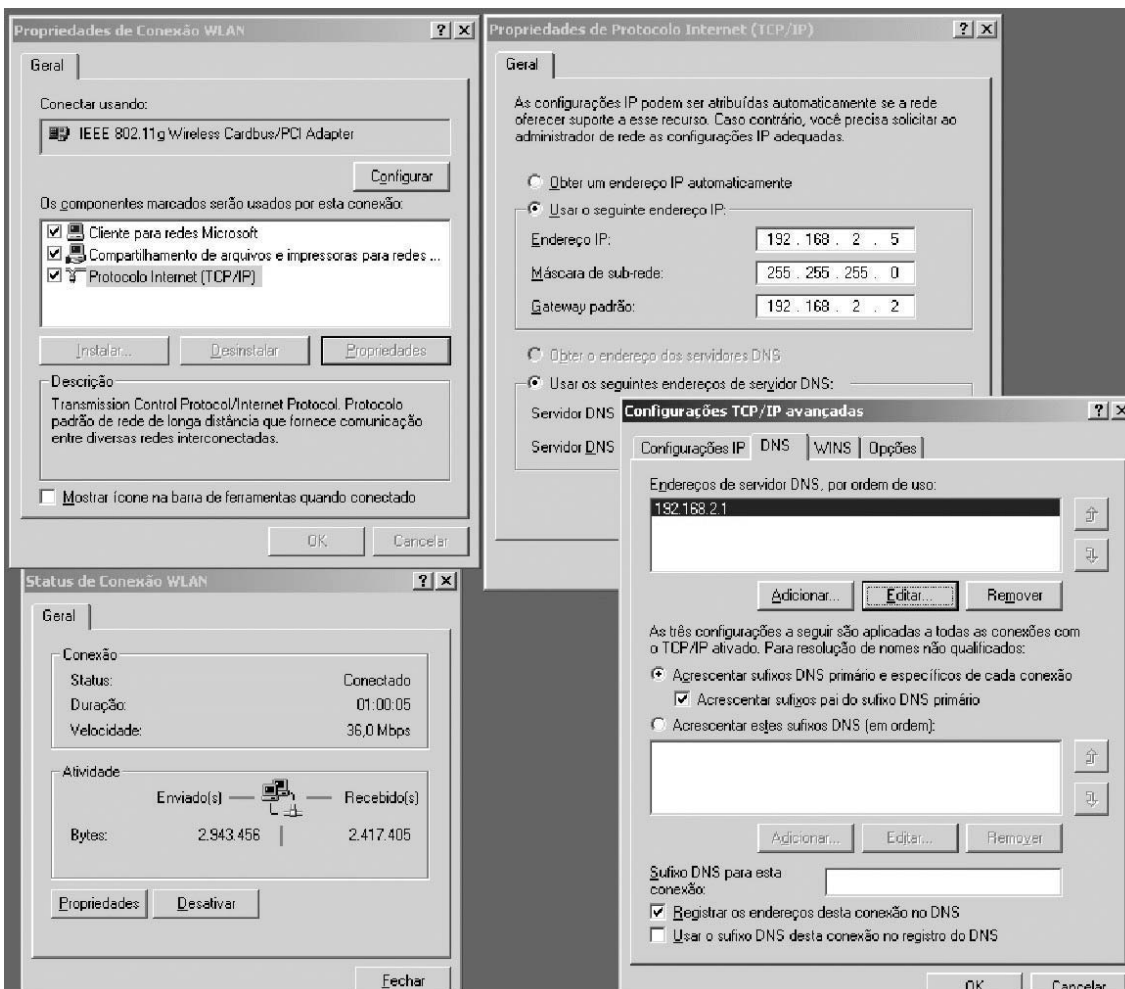 Propriedades de Conexão WLAN
Geral
Conectar usando:
IEEE 802.11g Wireless Cardbus/PCI Adapter
Configurar
Os componentes marcados serão usados por esta conexão:
Cliente para redes Microsoft
Compartilhamento de arquivos e impressoras para redes ...
Protocolo Internet (TCP/IP)
Instalar...
Desinstalar
Propriedades
Descrição
Transmission Control Protocol/Internet Protocol. Protocolo
padrão de rede de longa distância que fornece comunicação
entre diversas redes interconectadas.
Mostrar ícone na barra de ferramentas quando conectado
OK
Cancelar
Propriedades de Protocolo Internet (TCP/IP)
Geral
As configurações IP podem ser atribuídas automaticamente se a rede
oferecer suporte a esse recurso. Caso contrário, você precisa solicitar ao
administrador de rede as configurações IP adequadas.
Obter um endereço IP automaticamente
Usar o seguinte endereço IP:
Endereço IP:
192 . 168 . 2 . 5
Máscara de sub-rede:
255 . 255 . 255 . 0
Gateway padrão:
192 . 168 . 2 . 2
Obter o endereço dos servidores DNS
Usar os seguintes endereços de servidor DNS:
Servidor DNS
Servidor DNS
Status de Conexão WLAN
Geral
Conexão
Status: Conectado
Duração: 01:00:05
Velocidade: 36,0 Mbps
Atividade
Enviado(s) — — Recebido(s)
Bytes: 2.943.456 | 2.417.405
Propriedades
Desativar
Fechar
Configurações TCP/IP avançadas
Configurações IP
DNS
WINS
Opções
Endereços de servidor DNS, por ordem de uso:
192.168.2.1
Adicionar...
Editar...
Remover
As três configurações a seguir são aplicadas a todas as conexões com
o TCP/IP ativado. Para resolução de nomes não qualificados:
Acrescentar sufixos DNS primário e específicos de cada conexão
Acrescentar sufixos pai do sufixo DNS primário
Acrescentar estes sufixos DNS (em ordem):
Adicionar...
Editar...
Remover
Sufixo DNS para esta
conexão:
Registrar os endereços desta conexão no DNS
Usar o sufixo DNS desta conexão no registro do DNS
OK
Cancelar